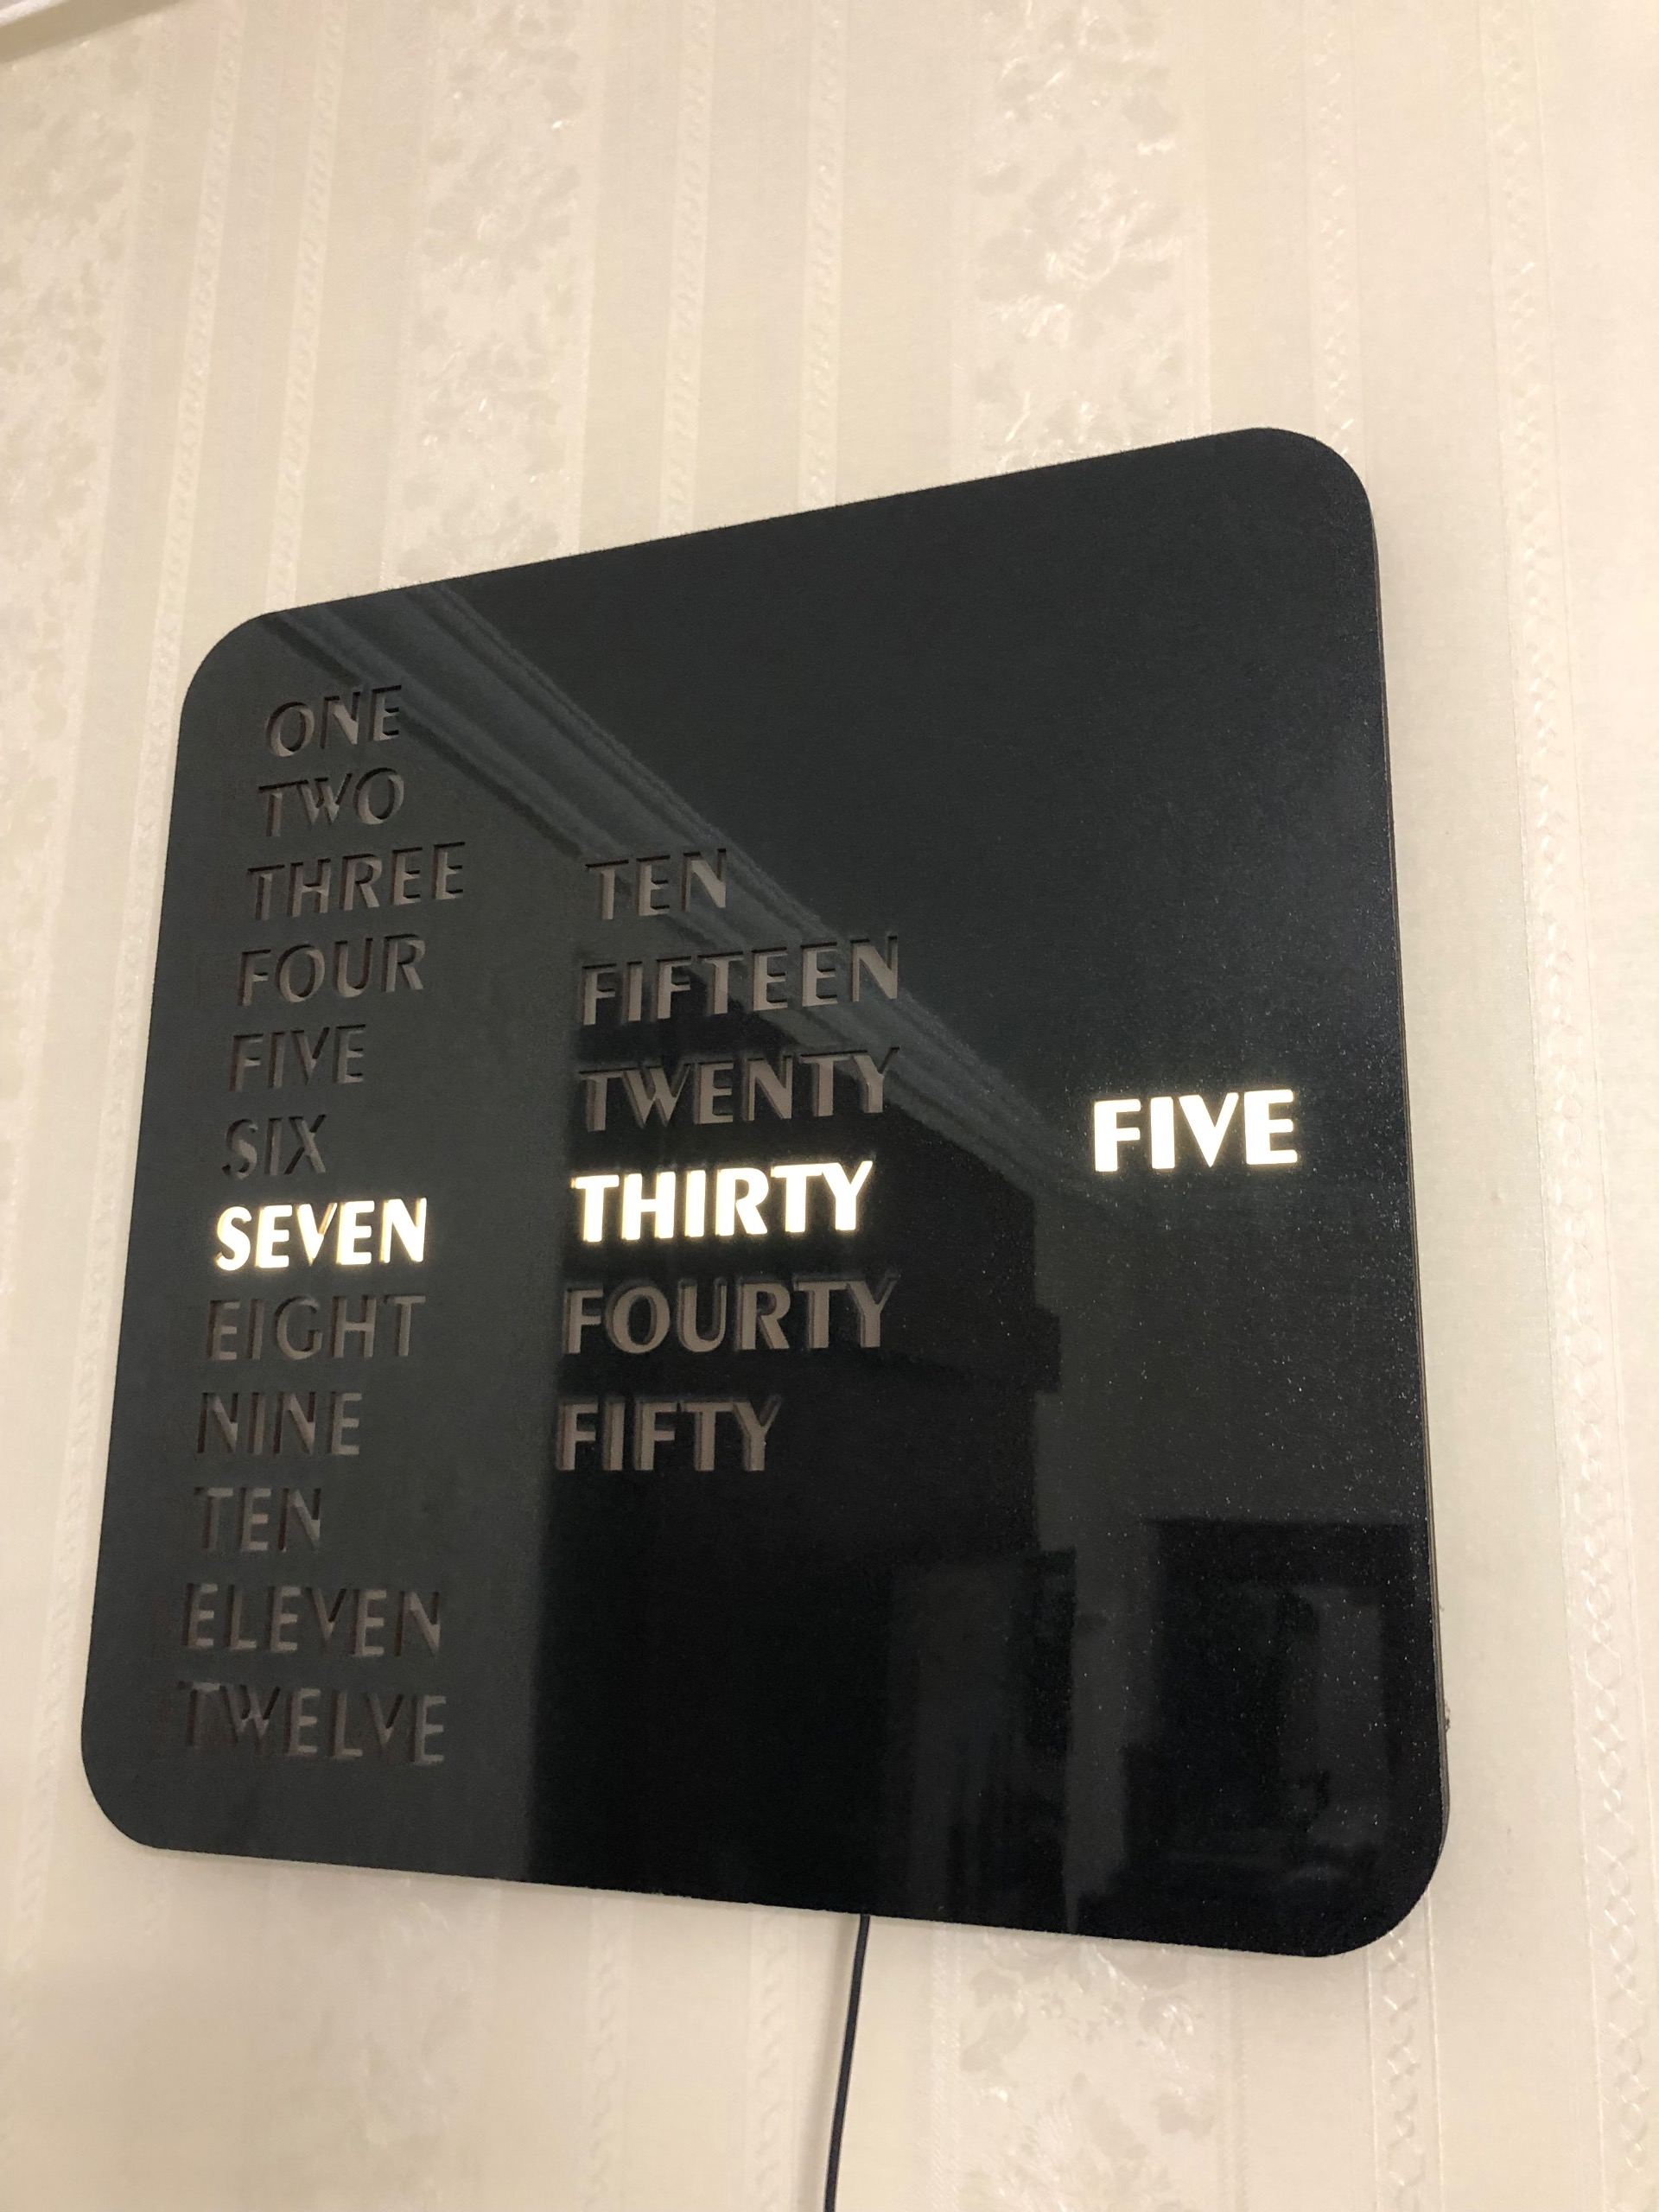 ONE
TWO
THREE
FOUR
FIVE
SIX
SEVEN
EIGHT
NINE
TEN
ELEVEN
TWELVE
TEN
FIFTEEN
TWENTY
THIRTY
FOURTY
FIFTY
FIVE